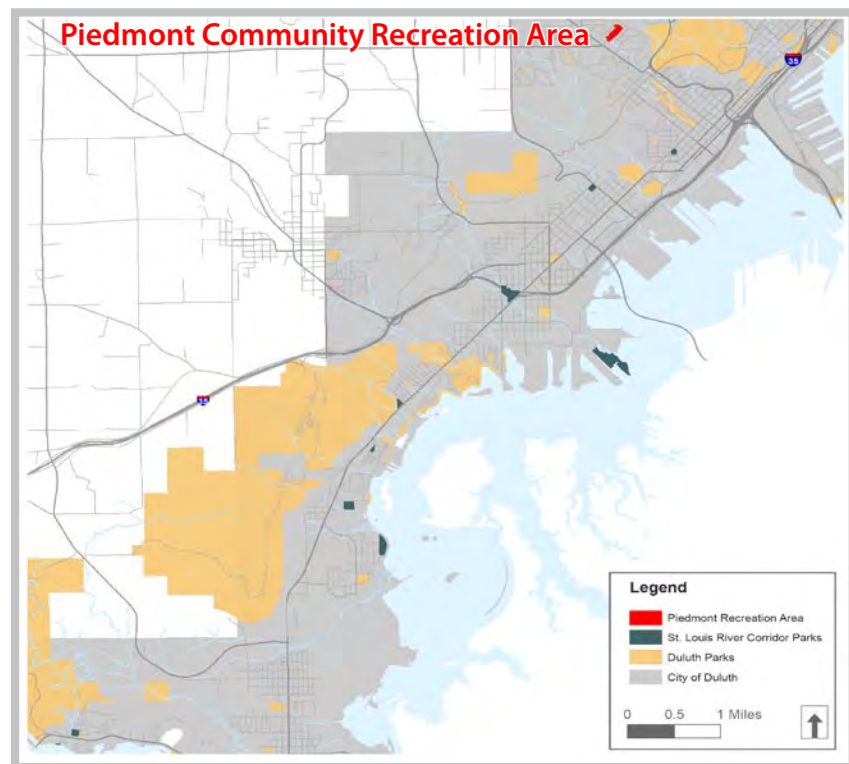 Piedmont Community Recreation Area
35
35
Legend
Piedmont Recreation Area
St. Louis River Corridor Parks
Duluth Parks
City of Duluth
0 0.5 1 Miles